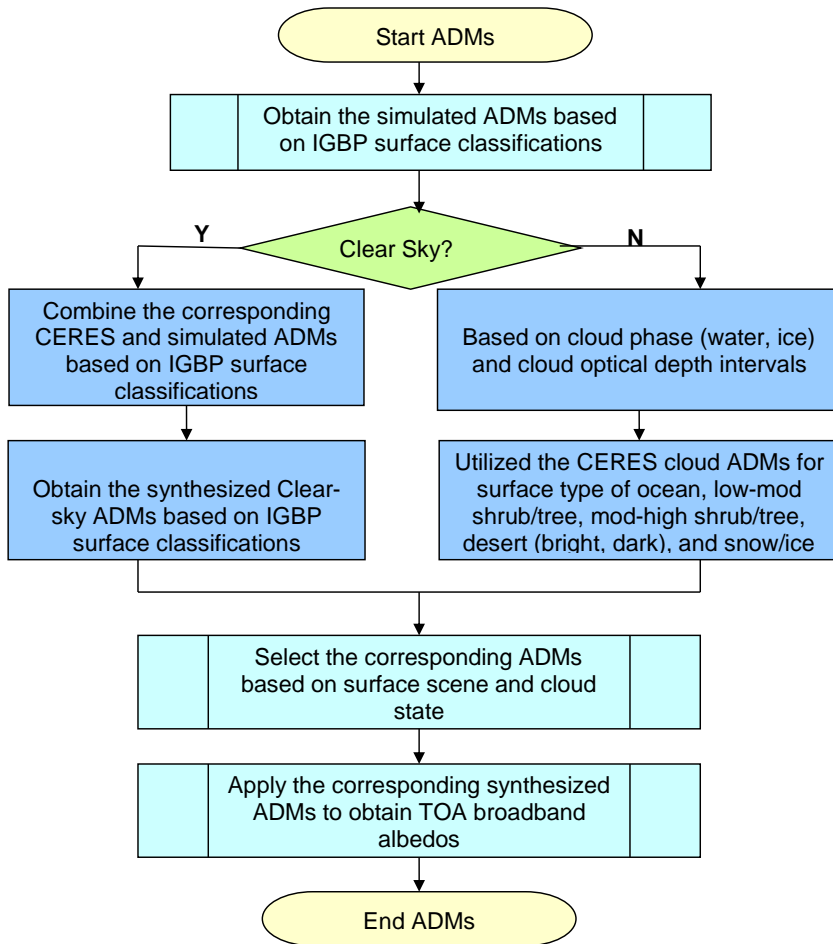 Start ADMs
Obtain the simulated ADMs based
on IGBP surface classifications
Clear Sky?
Y
N
Combine the corresponding
CERES and simulated ADMs
based on IGBP surface
classifications
Based on cloud phase (water, ice)
and cloud optical depth intervals
Obtain the synthesized Clear-
sky ADMs based on IGBP
surface classifications
Utilized the CERES cloud ADMs for
surface type of ocean, low-mod
shrub/tree, mod-high shrub/tree,
desert (bright, dark), and snow/ice
Select the corresponding ADMs
based on surface scene and cloud
state
Apply the corresponding synthesized
ADMs to obtain TOA broadband
albedos
End ADMs